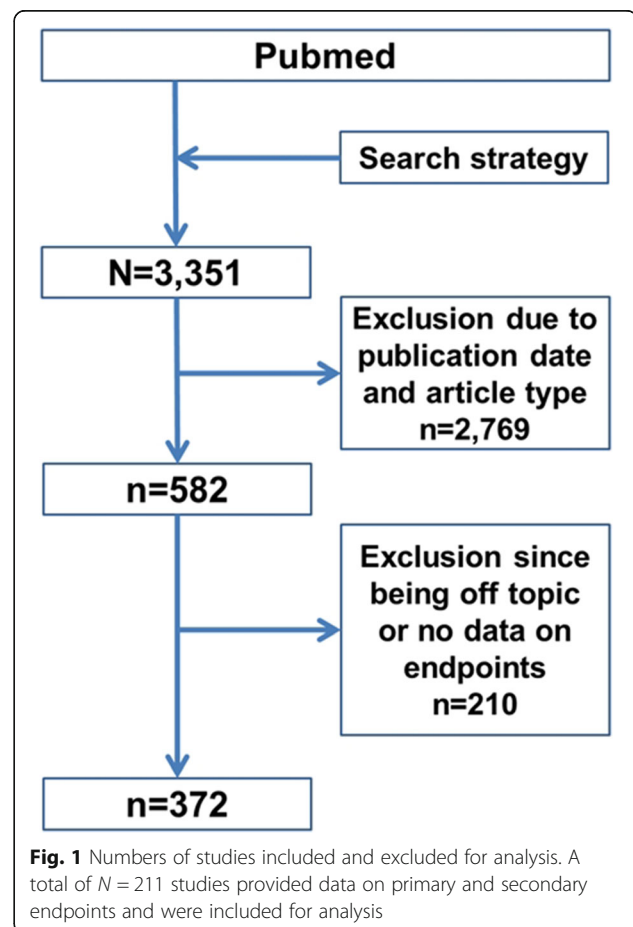 Pubmed
Search strategy
N=3,351
Exclusion due to
publication date
and article type
n=2,769
n=582
Exclusion since
being off topic
or no data on
endpoints
n=210
n=372
Fig. 1 Numbers of studies included and excluded for analysis. A
total of N = 211 studies provided data on primary and secondary
endpoints and were included for analysis